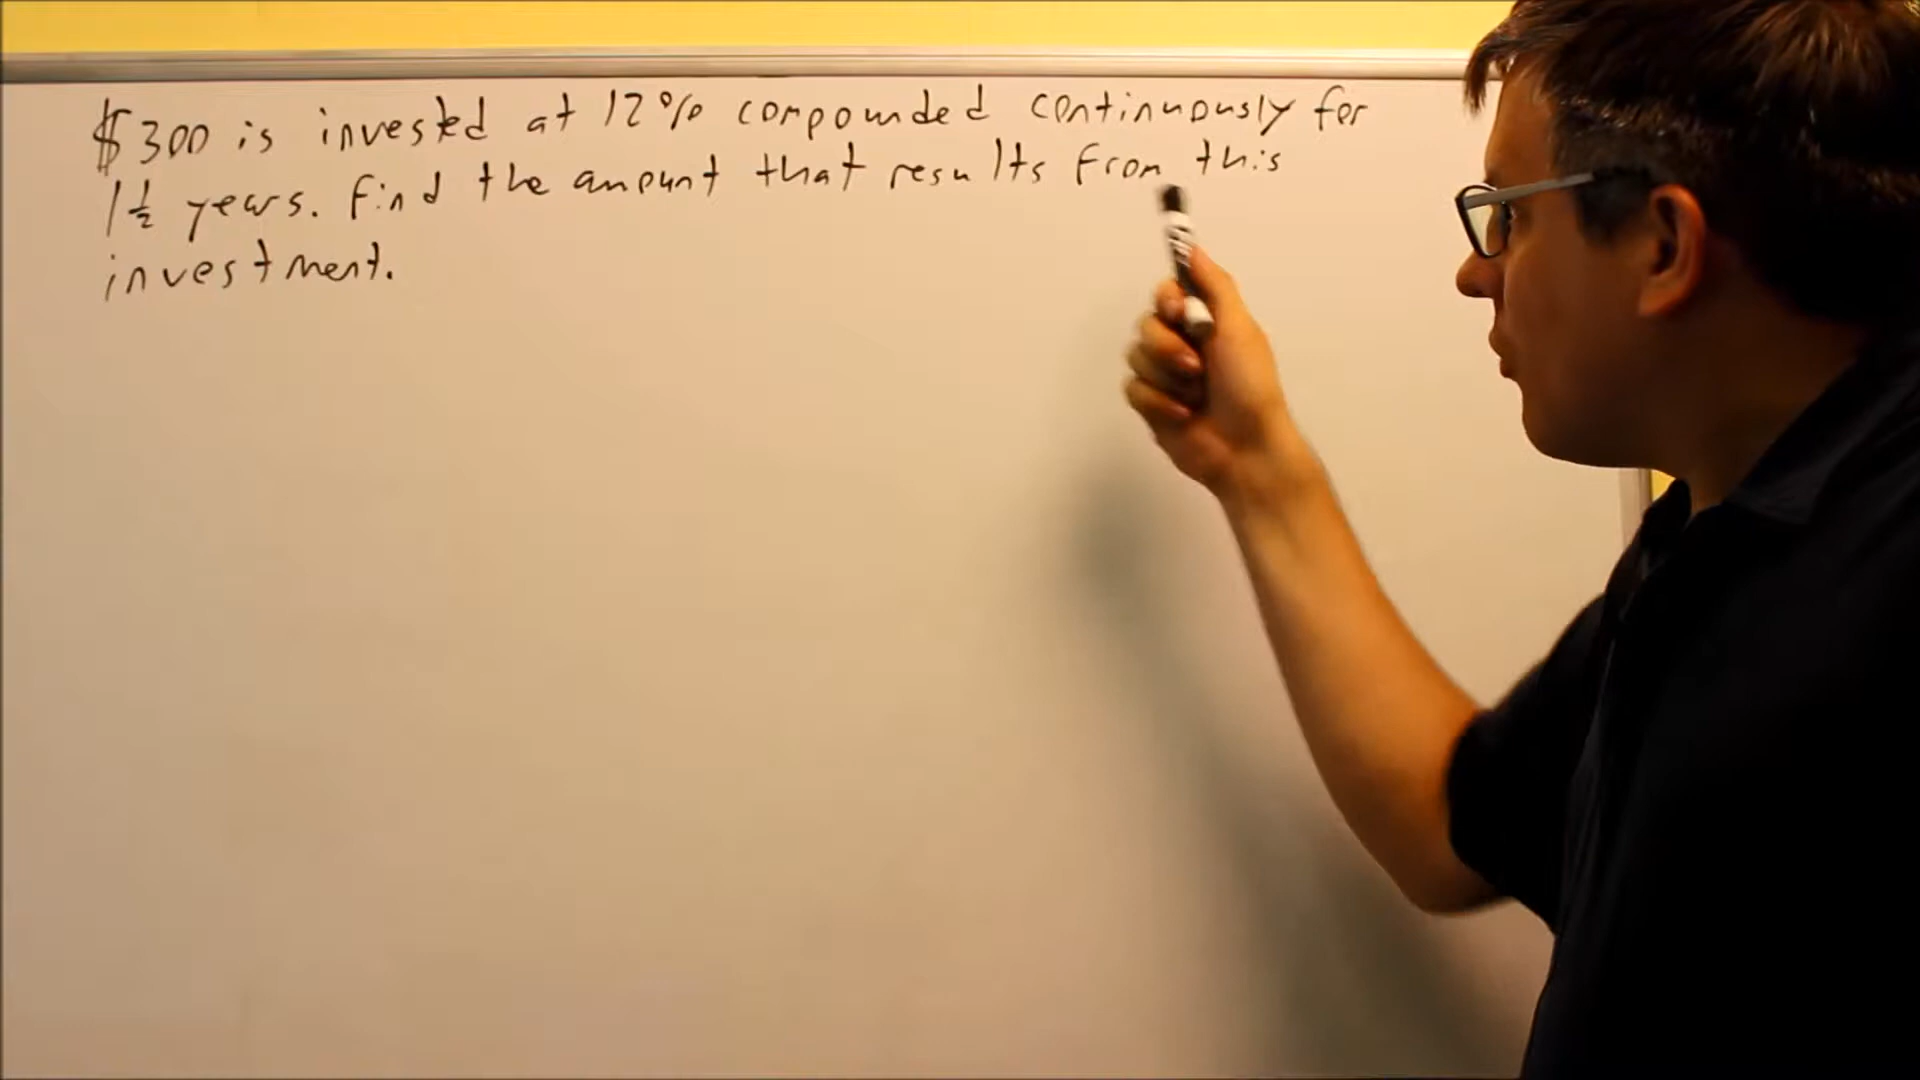 $300 is invested at 12% compounded continuously for
1½ years. Find the amount that results from this
investment.